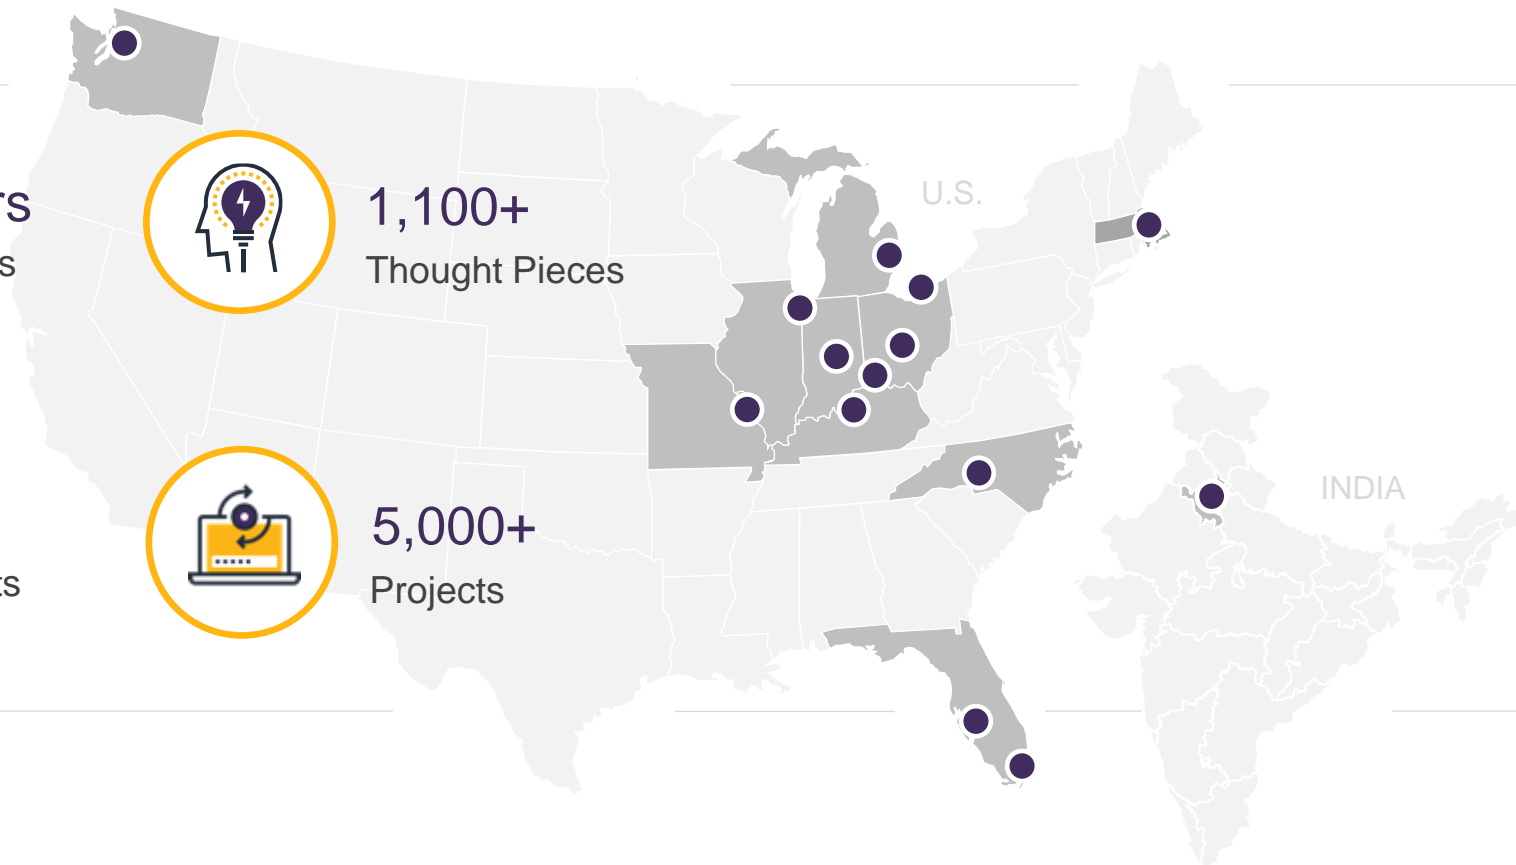 U.S.
1,100+
Thought Pieces
INDIA
5,000+
Projects